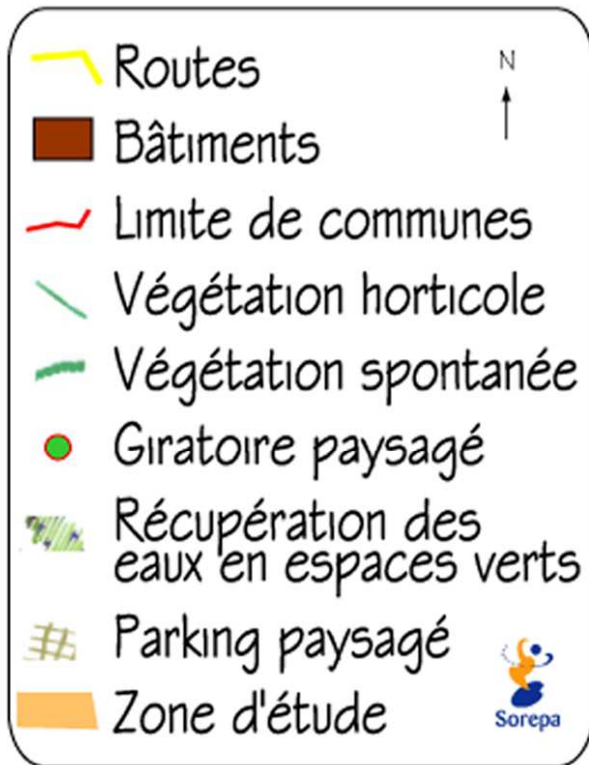 Routes
N
Bâtiments
Limite de communes
Végétation horticole
Végétation spontanée
Giratoire paysagé
Récupération des
eaux en espaces verts
Parking paysagé
Zone d'étude
Sorepa